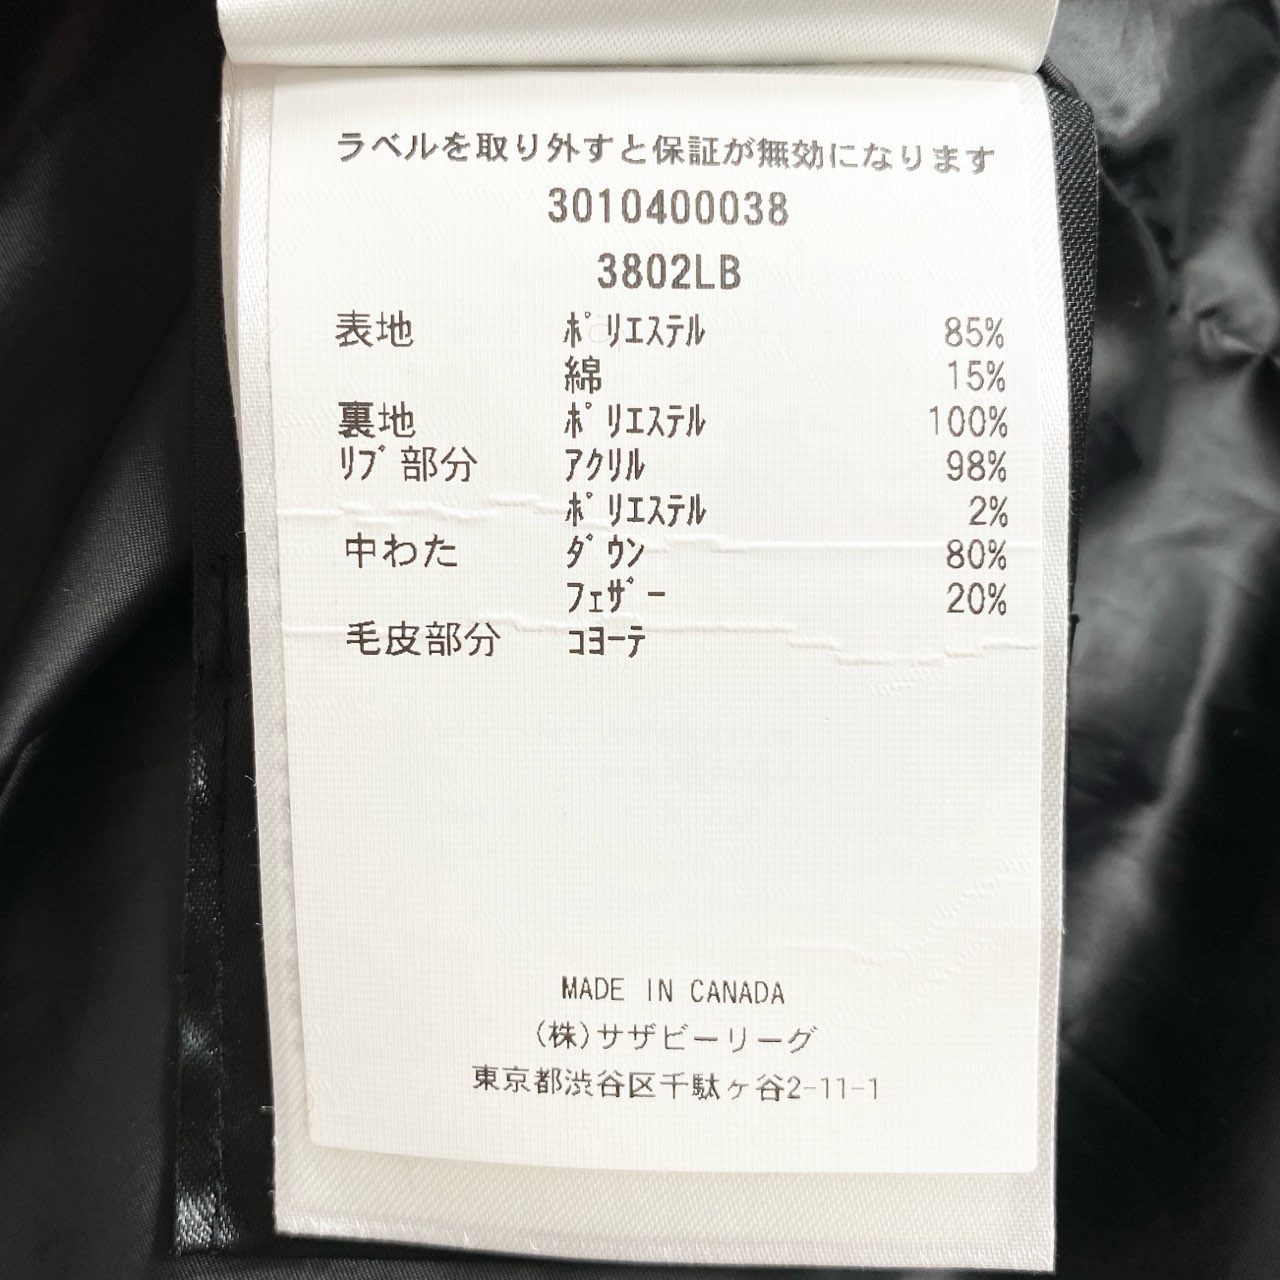 ラベルを取り外すと保証が無効になります
3010400038
3802LB
表地 ﾎﾟﾘｴｽﾃﾙ 85%
綿 15%
裏地 ﾎﾟﾘｴｽﾃﾙ 100%
ﾘﾌﾞ部分 ｱｸﾘﾙ 98%
ﾎﾟﾘｴｽﾃﾙ 2%
中わた ﾀﾞｳﾝ 80%
ﾌｪｻﾞｰ 20%
毛皮部分 ｺﾖｰﾃ
MADE IN CANADA
(株)サザビーリーグ
東京都渋谷区千駄ヶ谷2-11-1